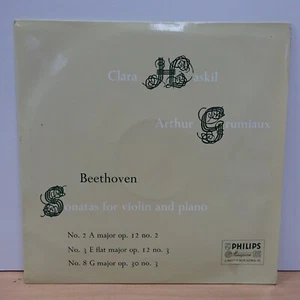 Clara Haskil
Arthur Grumiaux
Beethoven
Sonatas for violin and piano
No. 2 A major op. 12 no. 2
No. 3 E flat major op. 12 no. 3
No. 8 G major op. 30 no. 3
PHILIPS